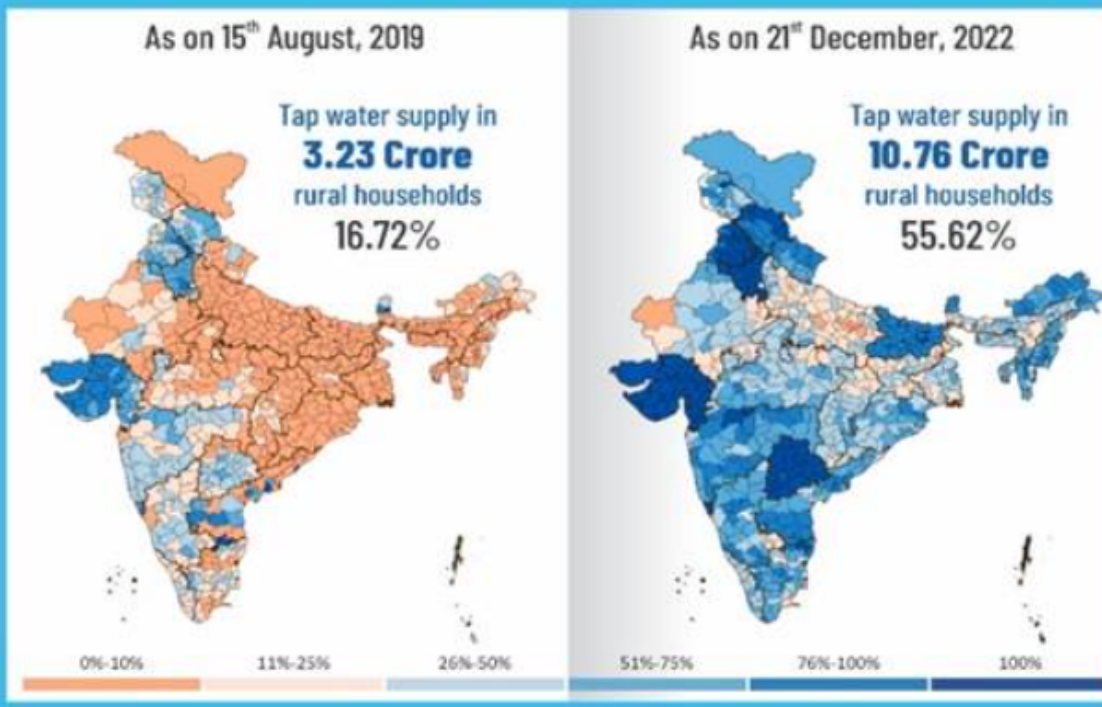 As on 15th August, 2019
Tap water supply in
3.23 Crore
rural households
16.72%
As on 21st December, 2022
Tap water supply in
10.76 Crore
rural households
55.62%
0%-10% 11%-25% 26%-50% 51%-75% 76%-100% 100%